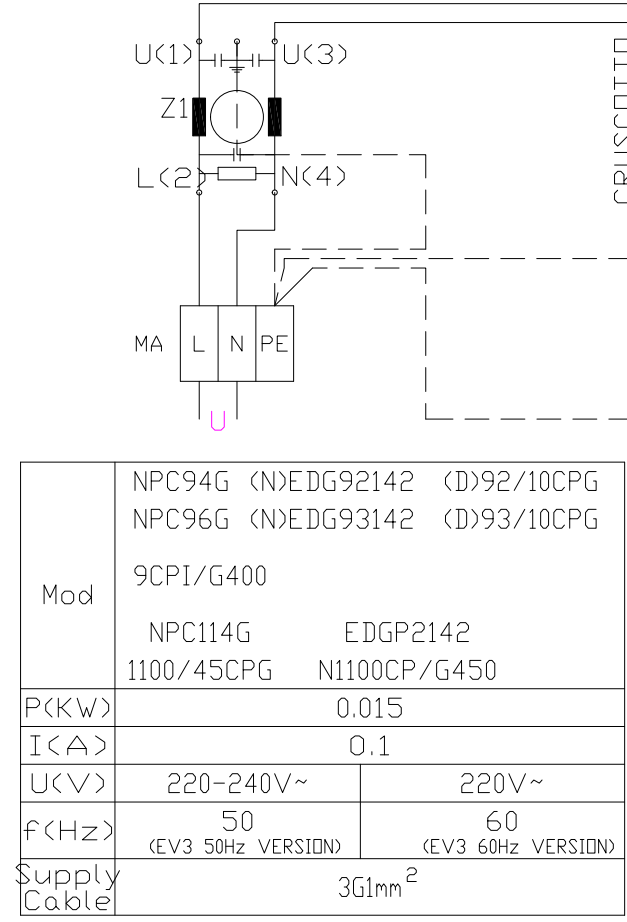 U(1) U(3)
Z1
L(2) N(4)
CRUSCOTTO
MA L N PE
U
Mod
NPC94G (N)EDG92142 (D)92/10CPG
NPC96G (N)EDG93142 (D)93/10CPG
9CPI/G400
NPC114G EDGP2142
1100/45CPG N1100CP/G450
P(KW) 0.015
I(A) 0.1
U(V) 220-240V~ 220V~
f(Hz) 50 60
(EV3 50Hz VERSION) (EV3 60Hz VERSION)
Supply
Cable 3G1mm²